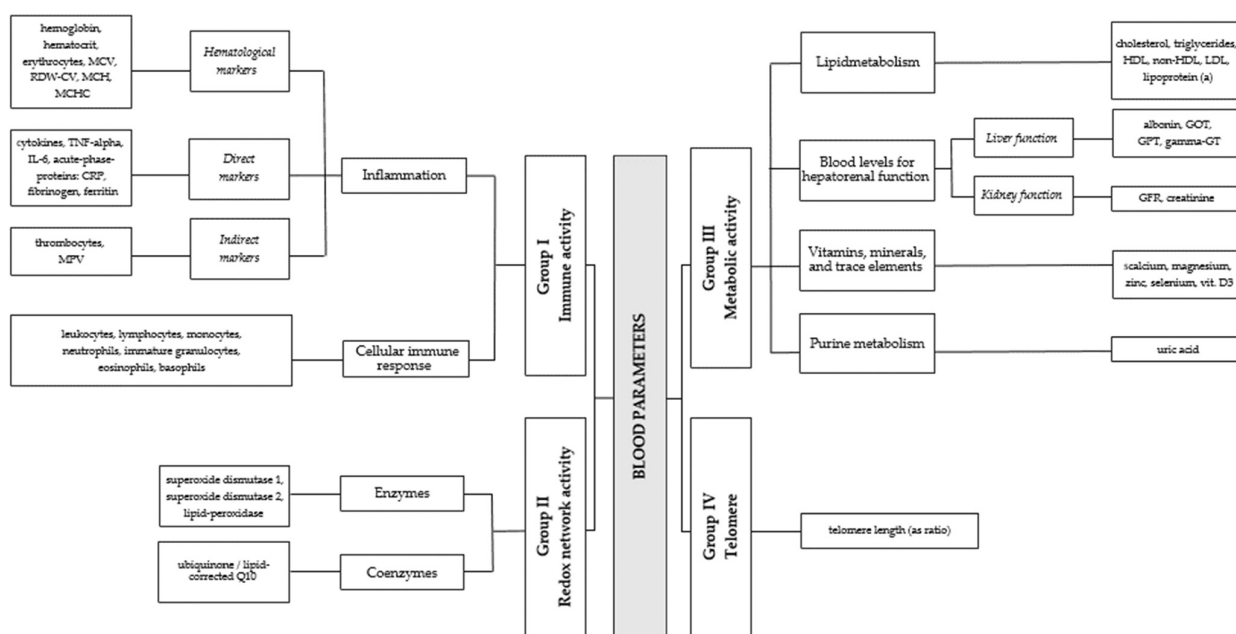 hemoglobin,
hematocrit,
erythrocytes, MCV,
RDW-CV, MCH,
MCHC
Hematological
markers
cytokines, TNF-alpha,
IL-6, acute-phase-
proteins: CRP,
fibrinogen, ferritin
Direct
markers
Inflammation
thrombocytes,
MPV
Indirect
markers
leukocytes, lymphocytes, monocytes,
neutrophils, immature granulocytes,
eosinophils, basophils
Cellular immune
response
Group I
Immune activity
superoxide dismutase 1,
superoxide dismutase 2,
lipid-peroxidase
Enzymes
ubiquinone / lipid-
corrected Q10
Coenzymes
Group II
Redox network activity
BLOOD PARAMETERS
Group III
Metabolic activity
Lipidmetabolism
cholesterol, triglycerides,
HDL, non-HDL, LDL,
lipoprotein (a)
Blood levels for
hepatorenal function
Liver function
albonin, GOT,
GPT, gamma-GT
Kidney function
GFR, creatinine
Vitamins, minerals,
and trace elements
scalcium, magnesium,
zinc, selenium, vit. D3
Purine metabolism
uric acid
Group IV
Telomere
telomere length (as ratio)